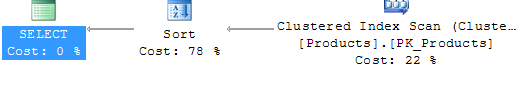 SELECT
Cost: 0 %
Sort
Cost: 78 %
Clustered Index Scan (Cluste…
[Products].[PK_Products]
Cost: 22 %